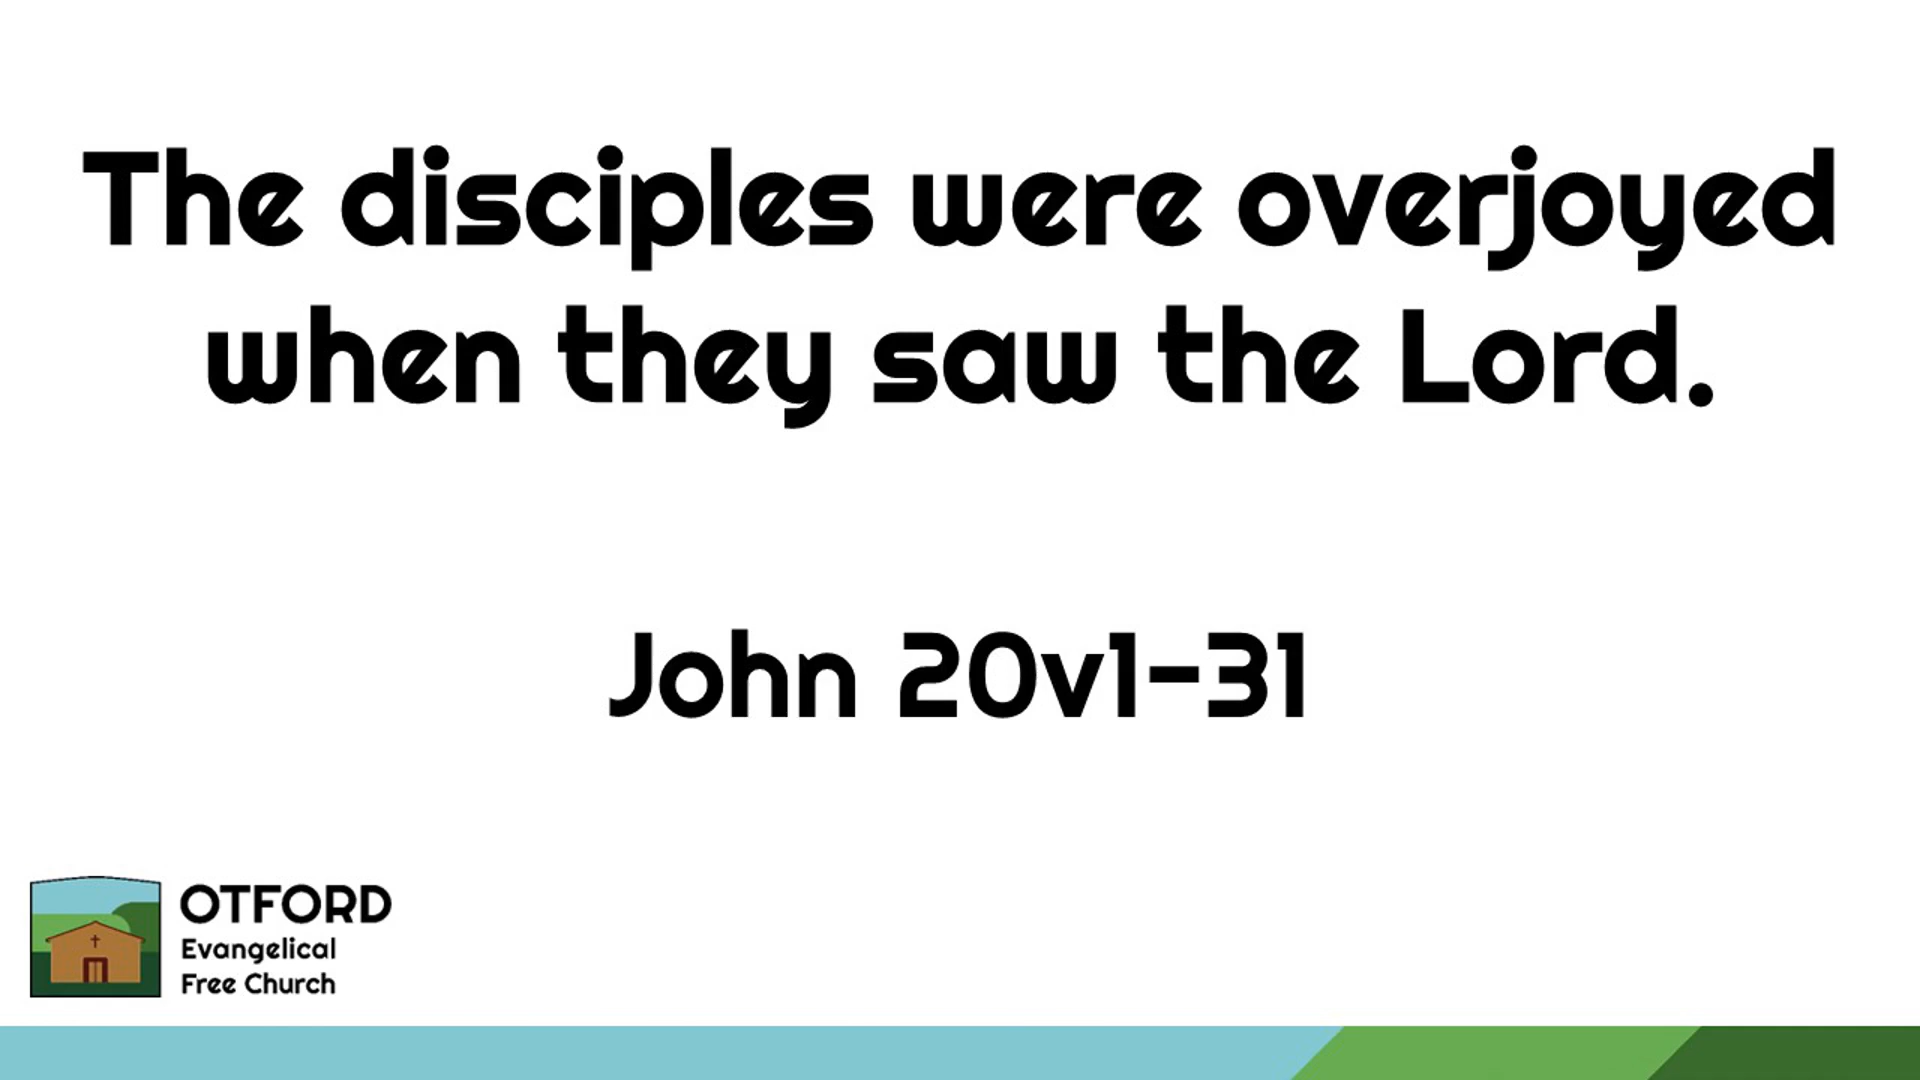 The disciples were overjoyed
when they saw the Lord.
John 20v1-31
OTFORD
Evangelical
Free Church